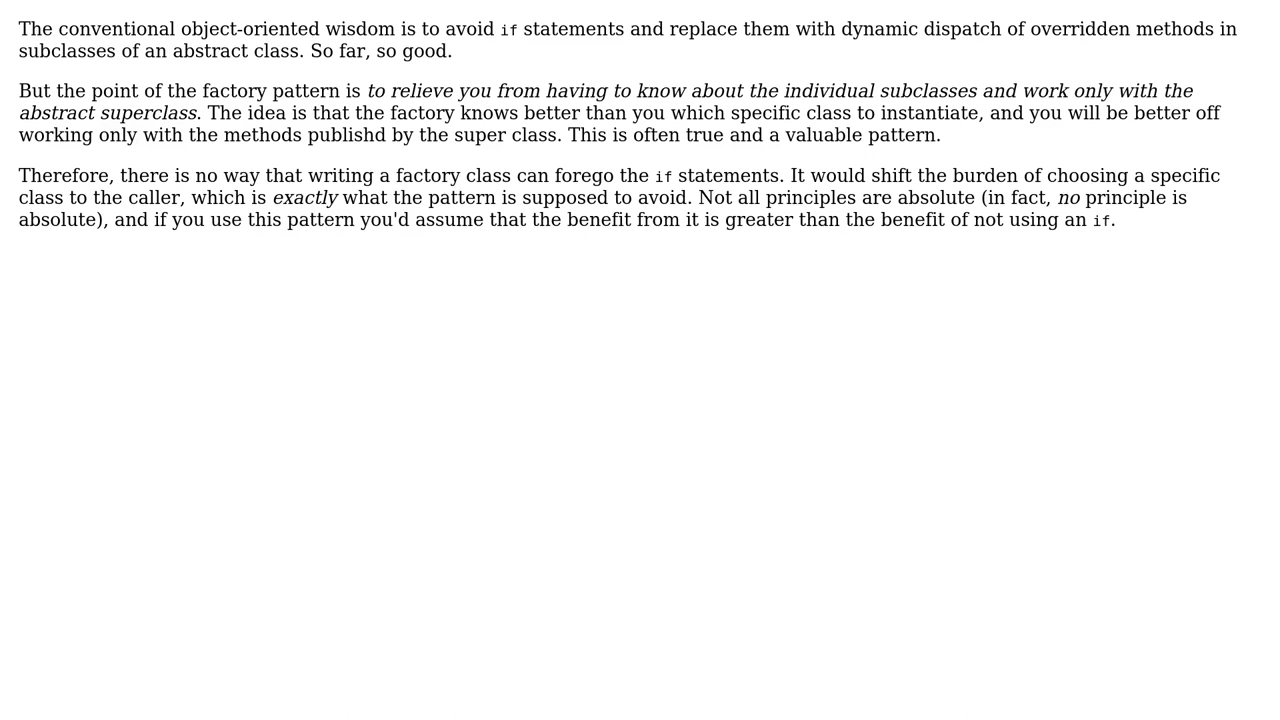 The conventional object-oriented wisdom is to avoid if statements and replace them with dynamic dispatch of overridden methods in
subclasses of an abstract class. So far, so good.
But the point of the factory pattern is to relieve you from having to know about the individual subclasses and work only with the
abstract superclass. The idea is that the factory knows better than you which specific class to instantiate, and you will be better off
working only with the methods publishd by the super class. This is often true and a valuable pattern.
Therefore, there is no way that writing a factory class can forego the if statements. It would shift the burden of choosing a specific
class to the caller, which is exactly what the pattern is supposed to avoid. Not all principles are absolute (in fact, no principle is
absolute), and if you use this pattern you'd assume that the benefit from it is greater than the benefit of not using an if.